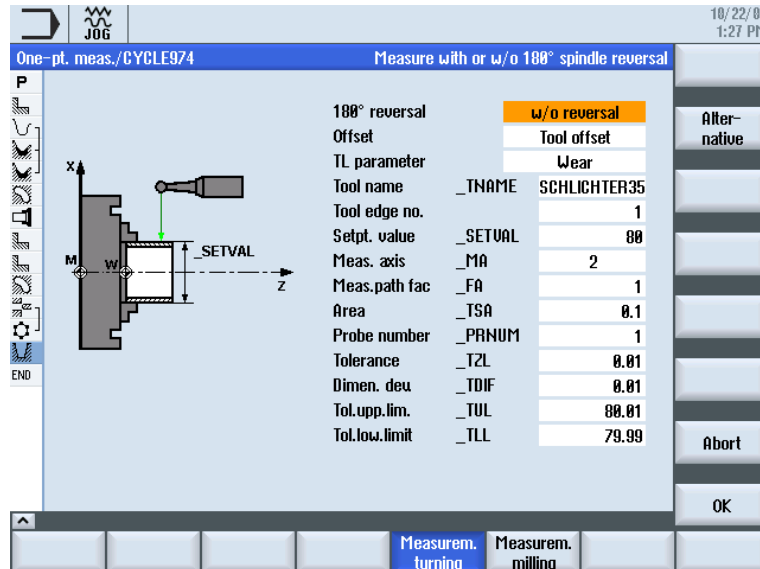 JOG
10/22/0
1:27 PM
One-pt. meas./CYCLE974 Measure with or w/o 180° spindle reversal
P
END
X
M
W
Z
_SETVAL
180° reversal w/o reversal
Offset Tool offset
TL parameter Wear
Tool name _TNAME SCHLICHTER35
Tool edge no. 1
Setpt. value _SETVAL 80
Meas. axis _MA 2
Meas.path fac _FA 1
Area _TSA 0.1
Probe number _PRNUM 1
Tolerance _TZL 0.01
Dimen. dev _TDIF 0.01
Tol.upp.lim. _TUL 80.01
Tol.low.limit _TLL 79.99
Alter-
native
Abort
OK
Measurem.
turning
Measurem.
milling